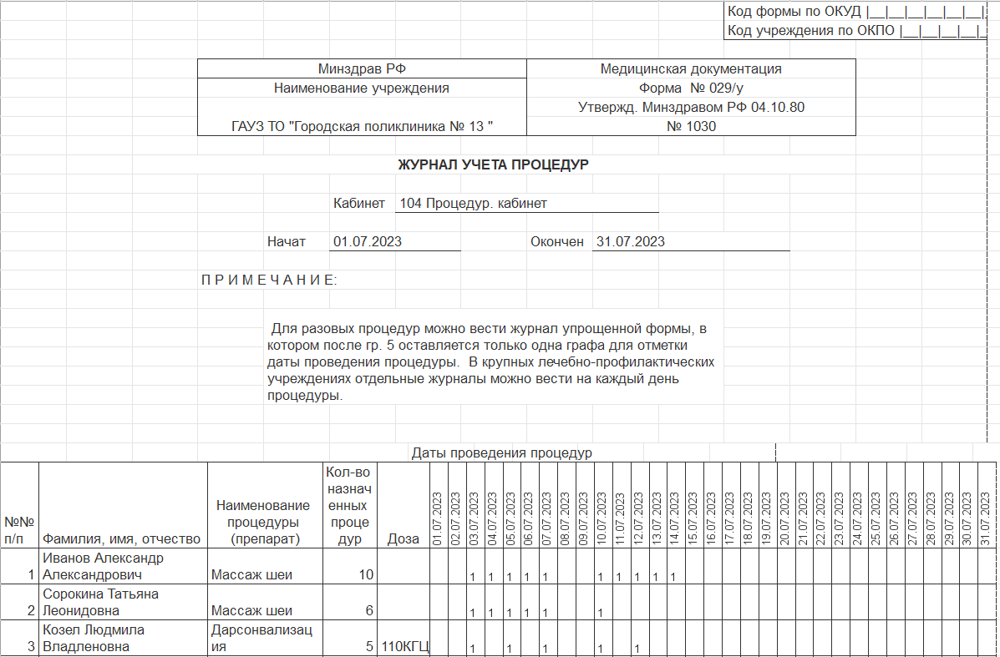 Код формы по ОКУД |__|__|__|__|__|__|
Код учреждения по ОКПО |__|__|__|__|_
Минздрав РФ
Медицинская документация
Наименование учреждения
Форма № 029/у
Утвержд. Минздравом РФ 04.10.80
ГАУЗ ТО "Городская поликлиника № 13 "
№ 1030
ЖУРНАЛ УЧЕТА ПРОЦЕДУР
Кабинет 104 Процедур. кабинет
Начат 01.07.2023 Окончен 31.07.2023
П Р И М Е Ч А Н И Е:
Для разовых процедур можно вести журнал упрощенной формы, в
котором после гр. 5 оставляется только одна графа для отметки
даты проведения процедуры. В крупных лечебно-профилактических
учреждениях отдельные журналы можно вести на каждый день
процедуры.
Даты проведения процедур
№№
п/п
Фамилия, имя, отчество
Наименование
процедуры
(препарат)
Кол-во
назнач
енных
проце
дур
Доза
01.07.2023
02.07.2023
03.07.2023
04.07.2023
05.07.2023
06.07.2023
07.07.2023
08.07.2023
09.07.2023
10.07.2023
11.07.2023
12.07.2023
13.07.2023
14.07.2023
15.07.2023
16.07.2023
17.07.2023
18.07.2023
19.07.2023
20.07.2023
21.07.2023
22.07.2023
23.07.2023
24.07.2023
25.07.2023
26.07.2023
27.07.2023
28.07.2023
29.07.2023
30.07.2023
31.07.2023
Иванов Александр
1 Александрович Массаж шеи 10 1 1 1 1 1 1 1 1 1 1
Сорокина Татьяна
2 Леонидовна Массаж шеи 6 1 1 1 1 1 1
Козел Людмила Дарсонвализац
3 Владленовна ия 5 110КГЦ 1 1 1 1 1